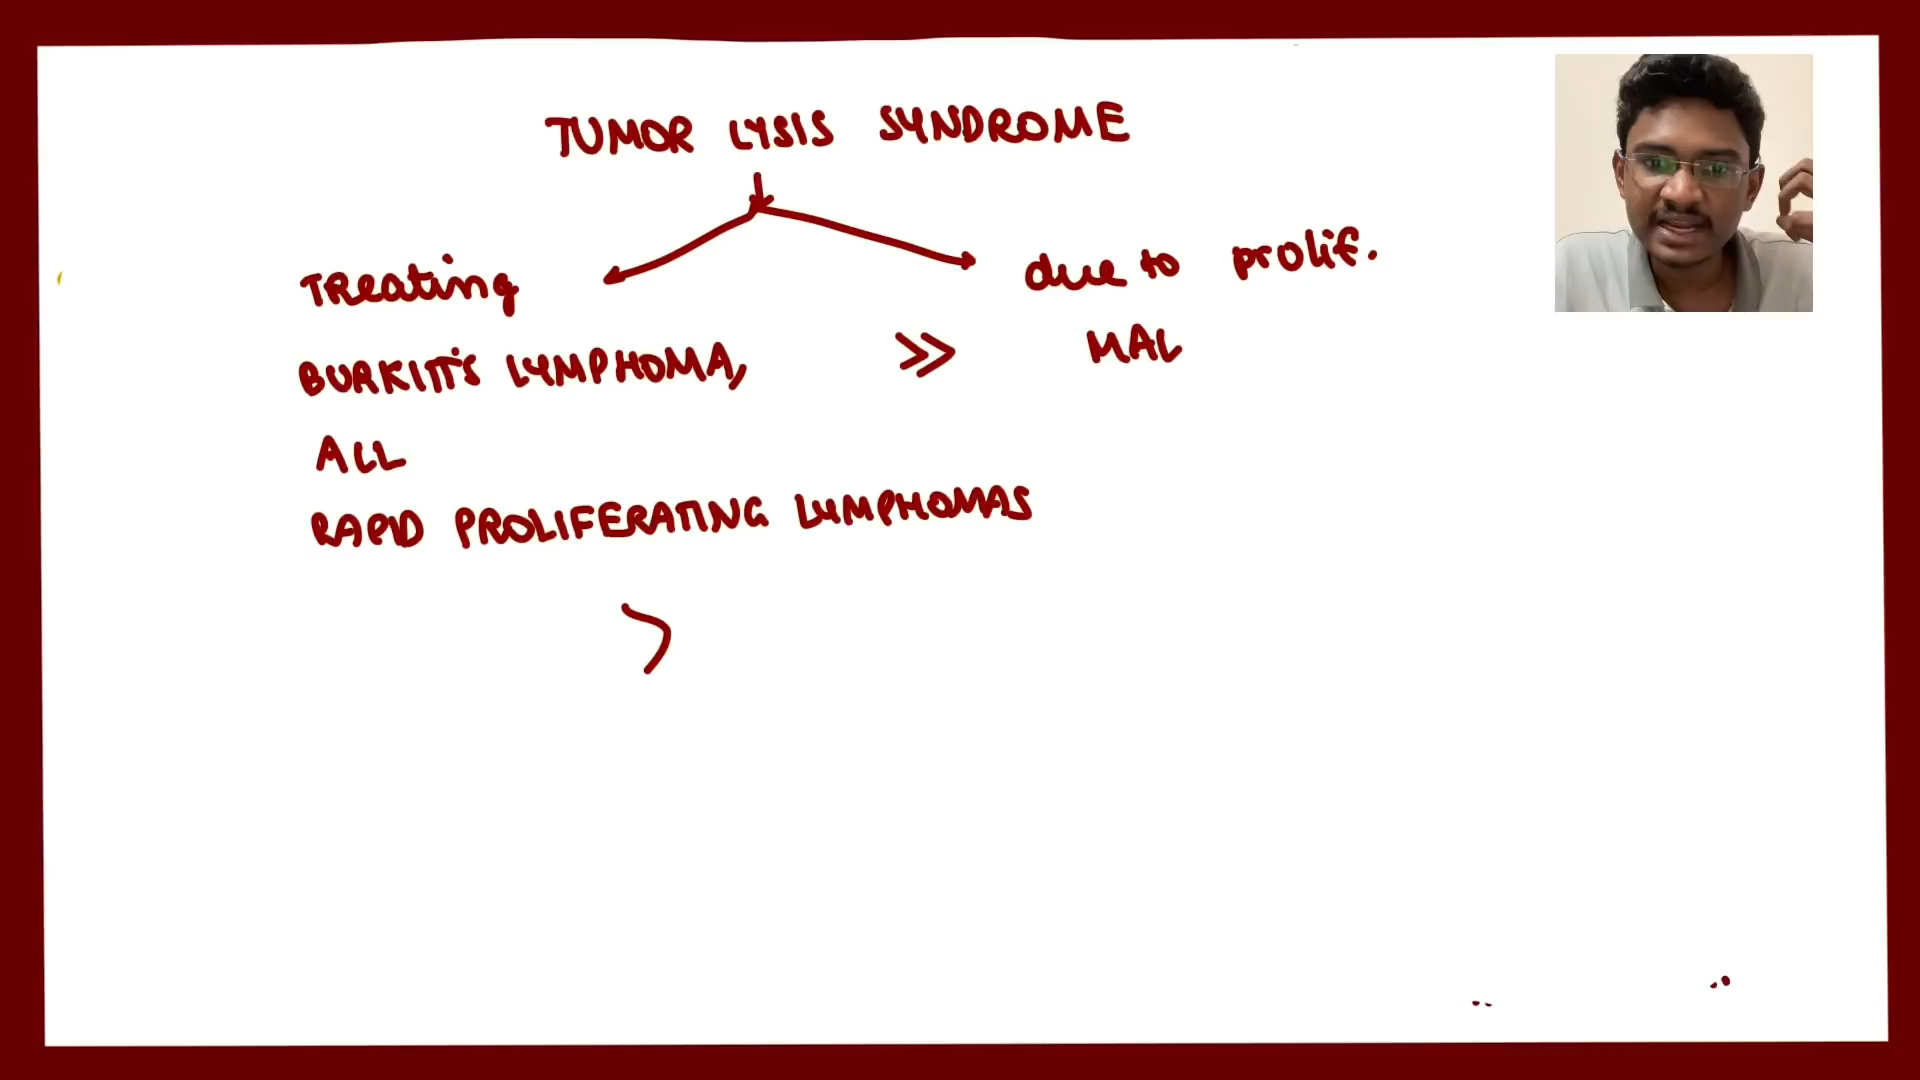 TUMOR LYSIS SYNDROME
Treating
due to prolif.
BURKITT'S LYMPHOMA,
>>
MAL
ALL
RAPID PROLIFERATING LYMPHOMAS